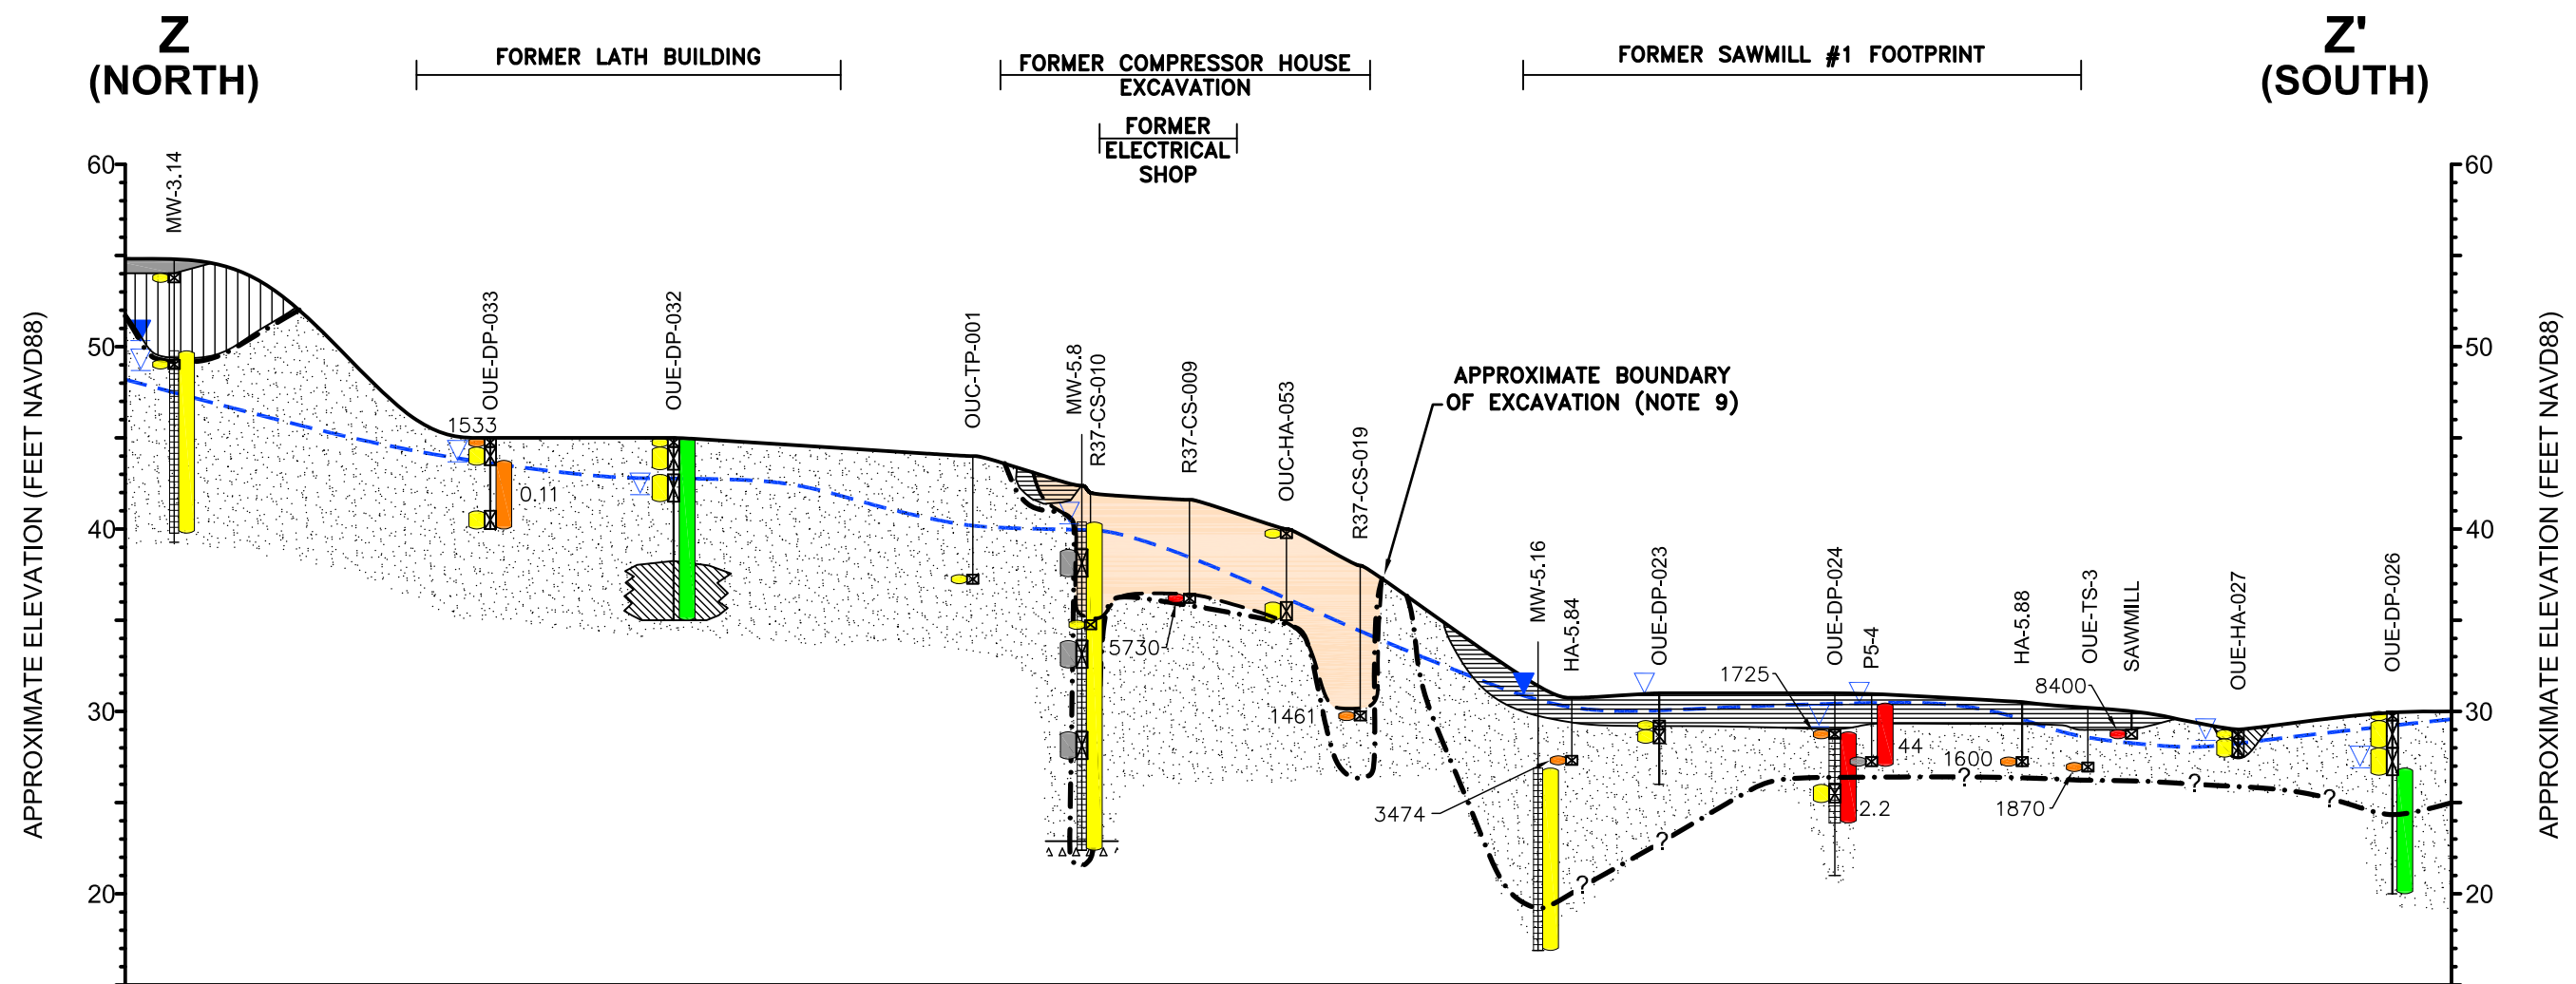 Z
(NORTH)
FORMER LATH BUILDING
FORMER COMPRESSOR HOUSE
EXCAVATION
FORMER
ELECTRICAL
SHOP
FORMER SAWMILL #1 FOOTPRINT
Z'
(SOUTH)
APPROXIMATE ELEVATION (FEET NAVD88)
60
50
40
30
20
MW-3.14
OUE-DP-033
1533
0.11
OUE-DP-032
OUC-TP-001
MW-5.8
R37-CS-010
R37-CS-009
5730
OUC-HA-053
R37-CS-019
1461
APPROXIMATE BOUNDARY
OF EXCAVATION (NOTE 9)
MW-5.16
HA-5.84
3474
OUE-DP-023
OUE-DP-024
1725
2.2
P5-4
44
HA-5.88
1600
OUE-TS-3
1870
SAWMILL
8400
OUE-HA-027
OUE-DP-026
?
?
?
?
?
60
50
40
30
20
APPROXIMATE ELEVATION (FEET NAVD88)